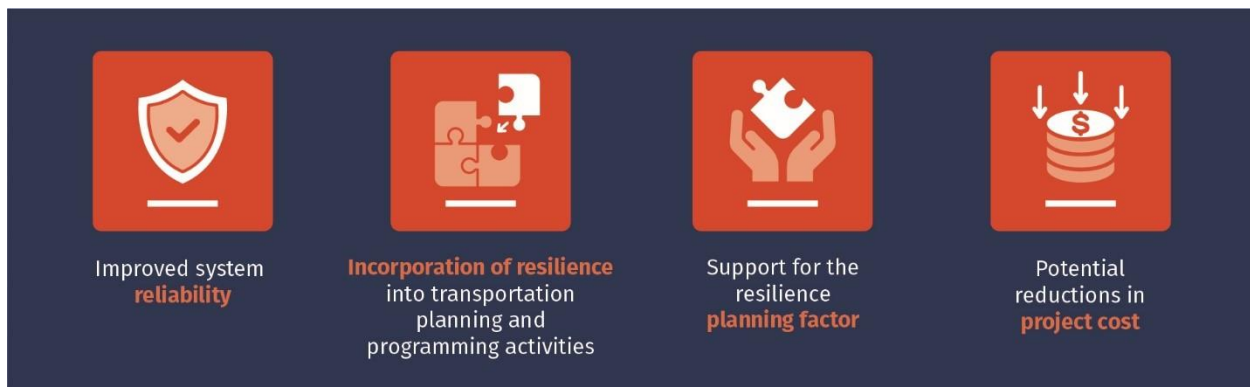 Improved system
reliability
Incorporation of resilience
into transportation
planning and
programming activities
Support for the
resilience
planning factor
$
Potential
reductions in
project cost